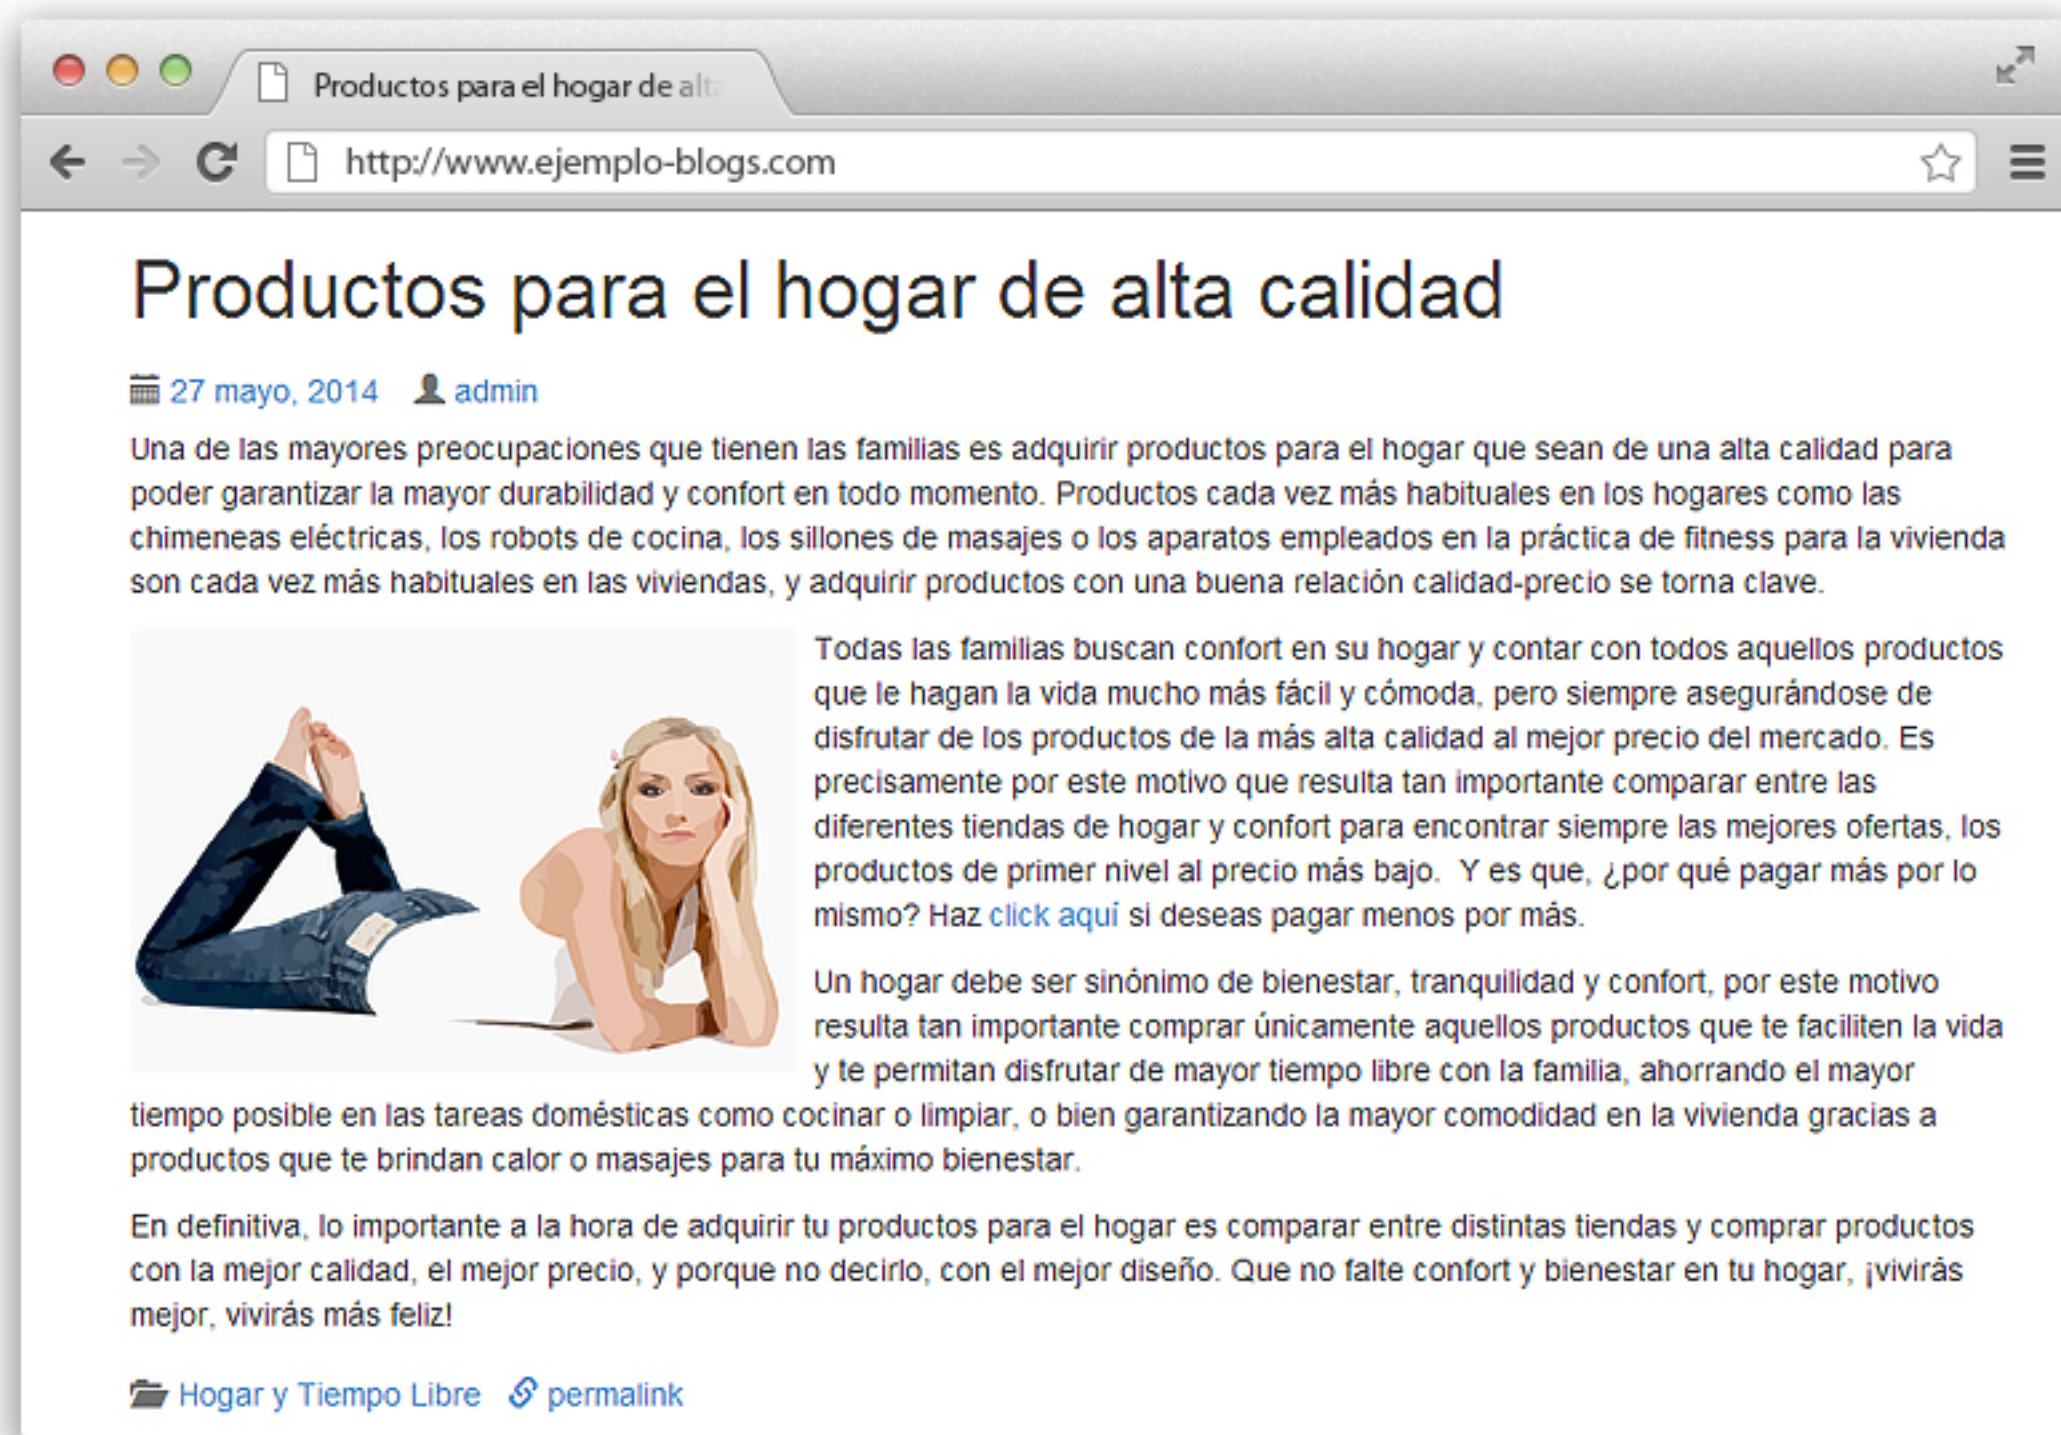 Productos para el hogar de alta
http://www.ejemplo-blogs.com
Productos para el hogar de alta calidad
27 mayo, 2014 admin
Una de las mayores preocupaciones que tienen las familias es adquirir productos para el hogar que sean de una alta calidad para
poder garantizar la mayor durabilidad y confort en todo momento. Productos cada vez más habituales en los hogares como las
chimeneas eléctricas, los robots de cocina, los sillones de masajes o los aparatos empleados en la práctica de fitness para la vivienda
son cada vez más habituales en las viviendas, y adquirir productos con una buena relación calidad-precio se torna clave.
Todas las familias buscan confort en su hogar y contar con todos aquellos productos
que le hagan la vida mucho más fácil y cómoda, pero siempre asegurándose de
disfrutar de los productos de la más alta calidad al mejor precio del mercado. Es
precisamente por este motivo que resulta tan importante comparar entre las
diferentes tiendas de hogar y confort para encontrar siempre las mejores ofertas, los
productos de primer nivel al precio más bajo. Y es que, ¿por qué pagar más por lo
mismo? Haz click aquí si deseas pagar menos por más.
Un hogar debe ser sinónimo de bienestar, tranquilidad y confort, por este motivo
resulta tan importante comprar únicamente aquellos productos que te faciliten la vida
y te permitan disfrutar de mayor tiempo libre con la familia, ahorrando el mayor
tiempo posible en las tareas domésticas como cocinar o limpiar, o bien garantizando la mayor comodidad en la vivienda gracias a
productos que te brindan calor o masajes para tu máximo bienestar.
En definitiva, lo importante a la hora de adquirir tu productos para el hogar es comparar entre distintas tiendas y comprar productos
con la mejor calidad, el mejor precio, y porque no decirlo, con el mejor diseño. Que no falte confort y bienestar en tu hogar, ¡vivirás
mejor, vivirás más feliz!
Hogar y Tiempo Libre permalink